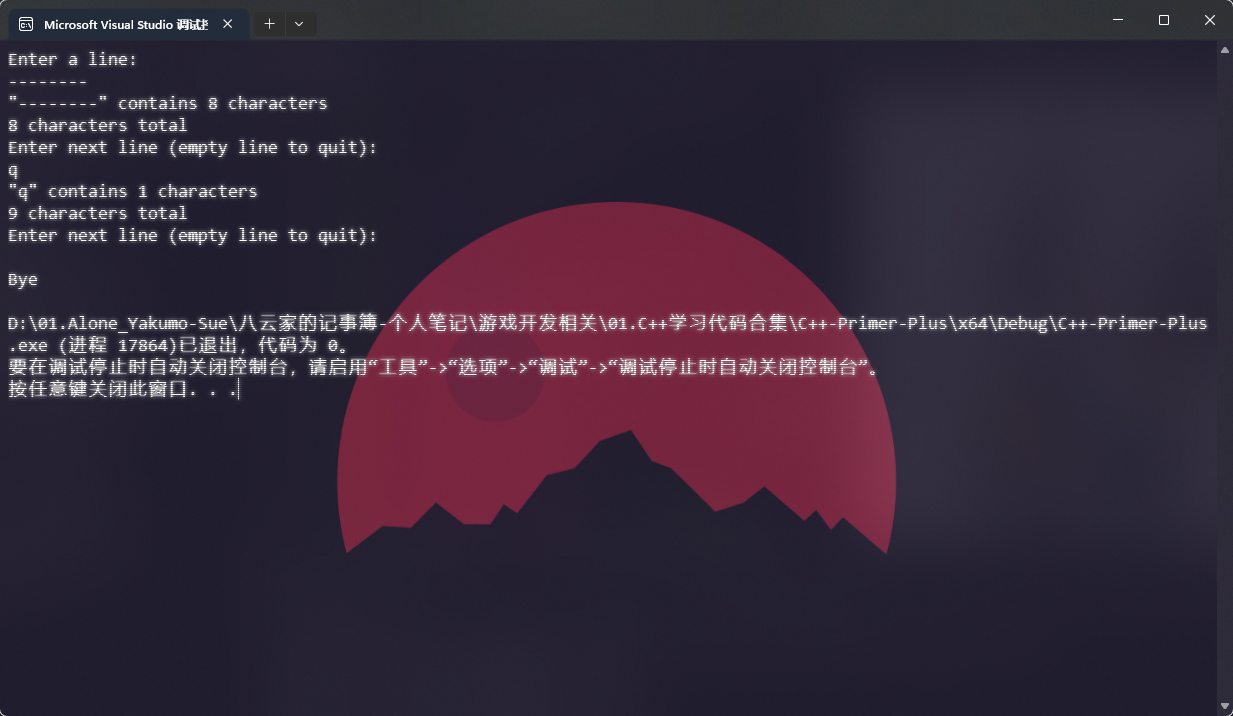 Microsoft Visual Studio 调试
Enter a line:
--------
"--------" contains 8 characters
8 characters total
Enter next line (empty line to quit):
q
"q" contains 1 characters
9 characters total
Enter next line (empty line to quit):
Bye
D:\01.Alone_Yakumo-Sue\八云家的记事簿-个人笔记\游戏开发相关\01.C++学习代码合集\C++-Primer-Plus\x64\Debug\C++-Primer-Plus
.exe (进程 17864)已退出，代码为 0。
要在调试停止时自动关闭控制台，请启用“工具”->“选项”->“调试”->“调试停止时自动关闭控制台”。
按任意键关闭此窗口. . .